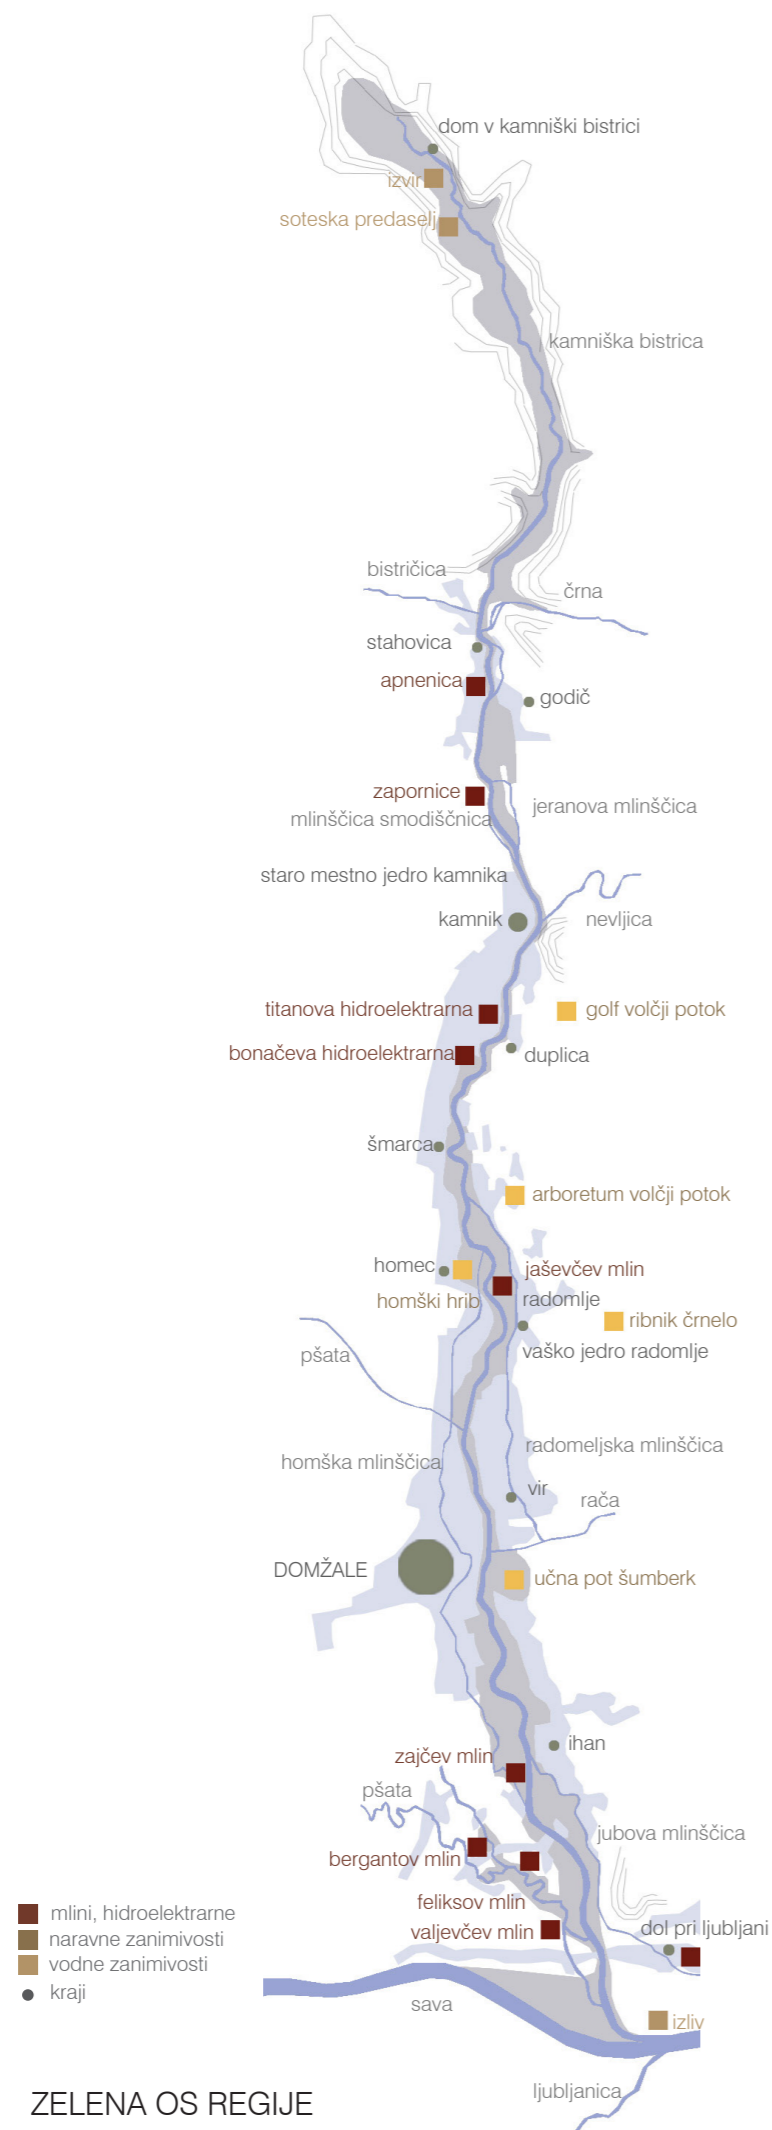 dom v kamniški bistrici
izvir
soteska predaselj
kamniška bistrica
bistričica
črna
stahovica
apnenica
godič
zapornice
jeranova mlinščica
mlinščica smodiščnica
staro mestno jedro kamnika
kamnik
nevljica
titanova hidroelektrarna
golf volčji potok
bonačeva hidroelektrarna
duplica
šmarca
arboretum volčji potok
homec
jaševčev mlin
homški hrib
radomlje
ribnik črnelo
pšata
vaško jedro radomlje
radomeljska mlinščica
homška mlinščica
vir
rača
DOMŽALE
učna pot šumberk
ihan
zajčev mlin
pšata
jubova mlinščica
bergantov mlin
feliksov mlin
valjevčev mlin
dol pri ljubljani
mlini, hidroelektrarne
naravne zanimivosti
vodne zanimivosti
kraji
sava
izliv
ljubljanica
ZELENA OS REGIJE